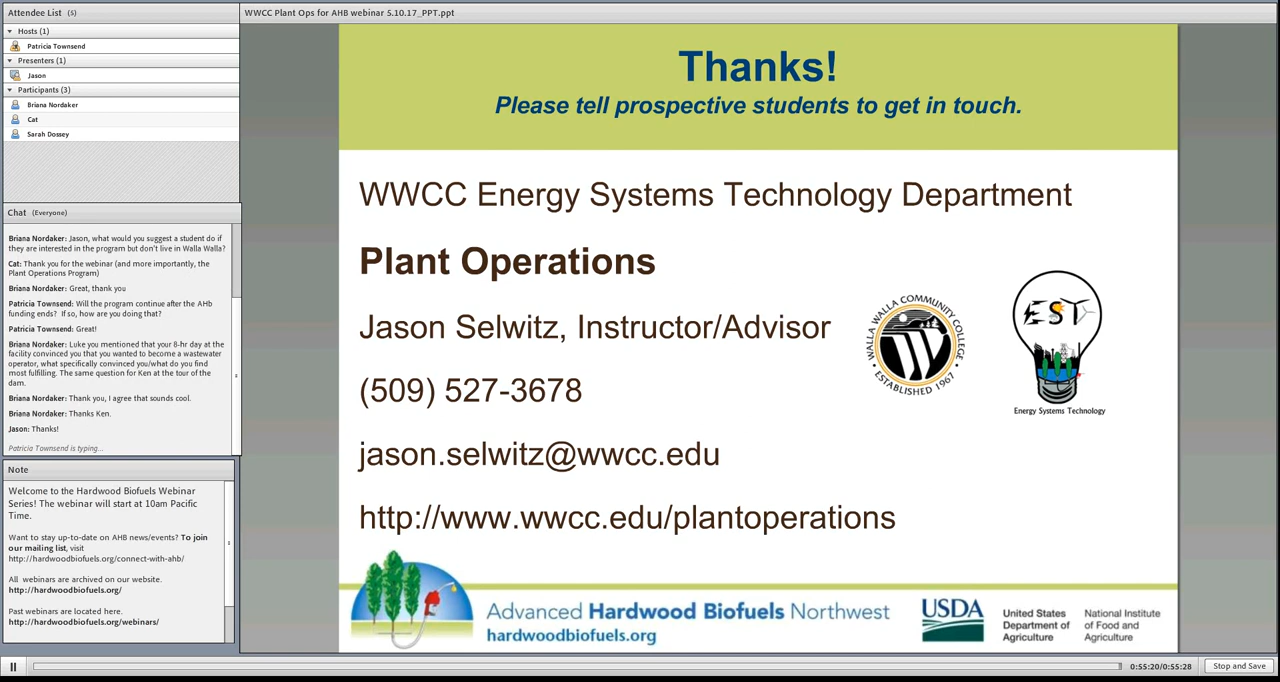 Attendee List (5)
Hosts (1)
Patricia Townsend
Presenters (1)
Jason
Participants (3)
Briana Nordaker
Cat
Sarah Dossey
Chat (Everyone)
Briana Nordaker: Jason, what would you suggest a student do if
they are interested in the program but don't live in Walla Walla?
Cat: Thank you for the webinar (and more importantly, the
Plant Operations Program)
Briana Nordaker: Great, thank you
Patricia Townsend: Will the program continue after the AHb
funding ends? If so, how are you doing that?
Patricia Townsend: Great!
Briana Nordaker: Luke you mentioned that your 8-hr day at the
facility convinced you that you wanted to become a wastewater
operator, what specifically convinced you/what do you find
most fulfilling. The same question for Ken at the tour of the
dam.
Briana Nordaker: Thank you, I agree that sounds cool.
Briana Nordaker: Thanks Ken.
Jason: Thanks!
Patricia Townsend is typing...
Note
Welcome to the Hardwood Biofuels Webinar
Series! The webinar will start at 10am Pacific
Time.
Want to stay up-to-date on AHB news/events? To join
our mailing list, visit
http://hardwoodbiofuels.org/connect-with-ahb/
All webinars are archived on our website.
http://hardwoodbiofuels.org/
Past webinars are located here.
http://hardwoodbiofuels.org/webinars/
WWCC Plant Ops for AHB webinar 5.10.17_PPT.ppt
Thanks!
Please tell prospective students to get in touch.
WWCC Energy Systems Technology Department
Plant Operations
Jason Selwitz, Instructor/Advisor
(509) 527-3678
jason.selwitz@wwcc.edu
http://www.wwcc.edu/plantoperations
WALLA WALLA COMMUNITY COLLEGE
• ESTABLISHED 1967 •
EST
Energy Systems Technology
Advanced Hardwood Biofuels Northwest
hardwoodbiofuels.org
USDA
United States
Department of
Agriculture
National Institute
of Food and
Agriculture
0:55:20/0:55:28
Stop and Save